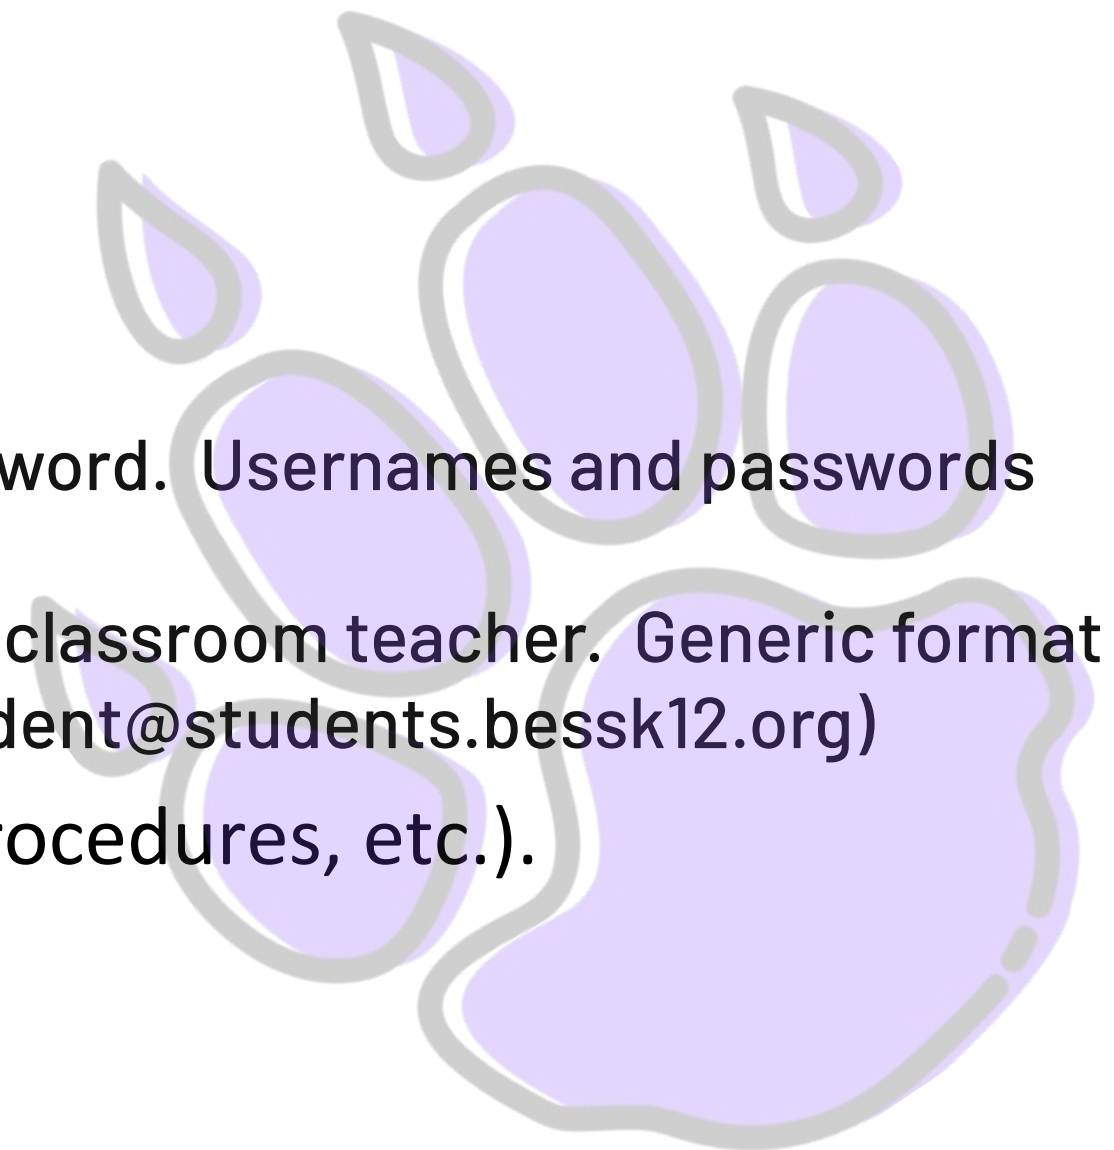 word.  Usernames and passwords
classroom teacher.  Generic format
dent@students.bessk12.org)
rocedures, etc.).